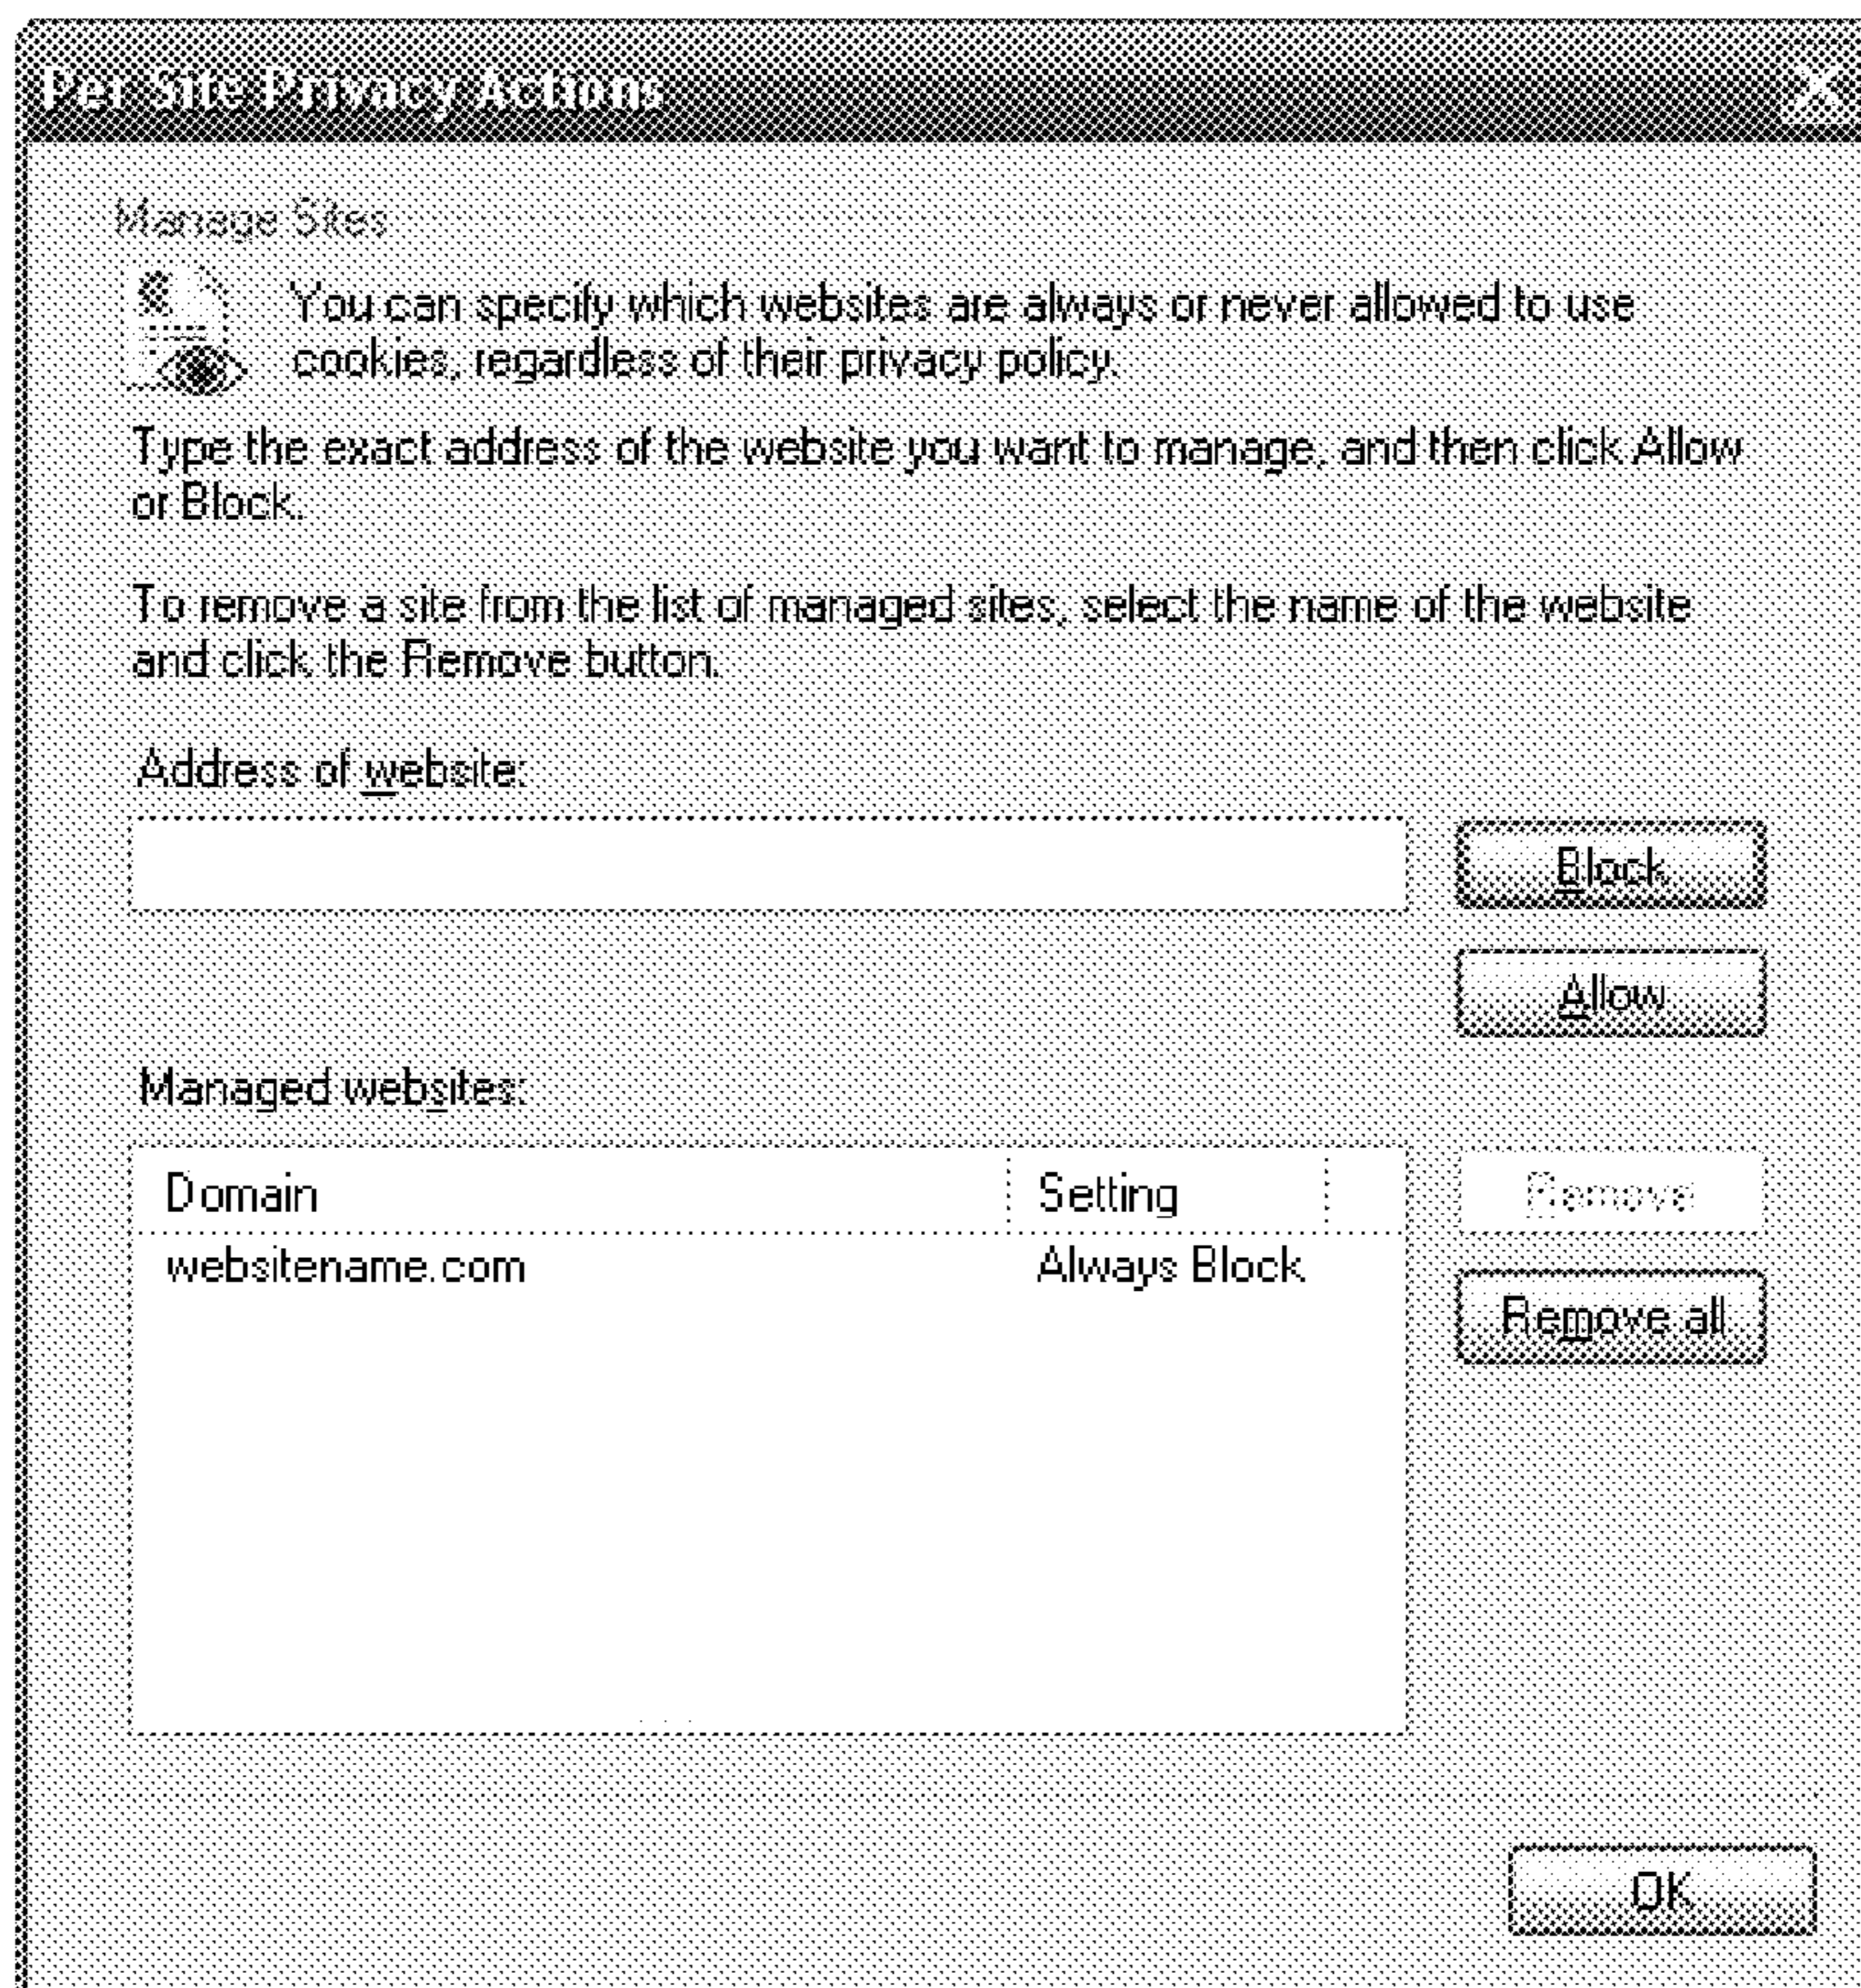 Per Site Privacy Actions
Manage Sites
You can specify which websites are always or never allowed to use
cookies, regardless of their privacy policy.
Type the exact address of the website you want to manage, and then click Allow
or Block.
To remove a site from the list of managed sites, select the name of the website
and click the Remove button.
Address of website:
Block
Allow
Managed websites:
Domain Setting
Remove
websitename.com Always Block
Remove all
OK